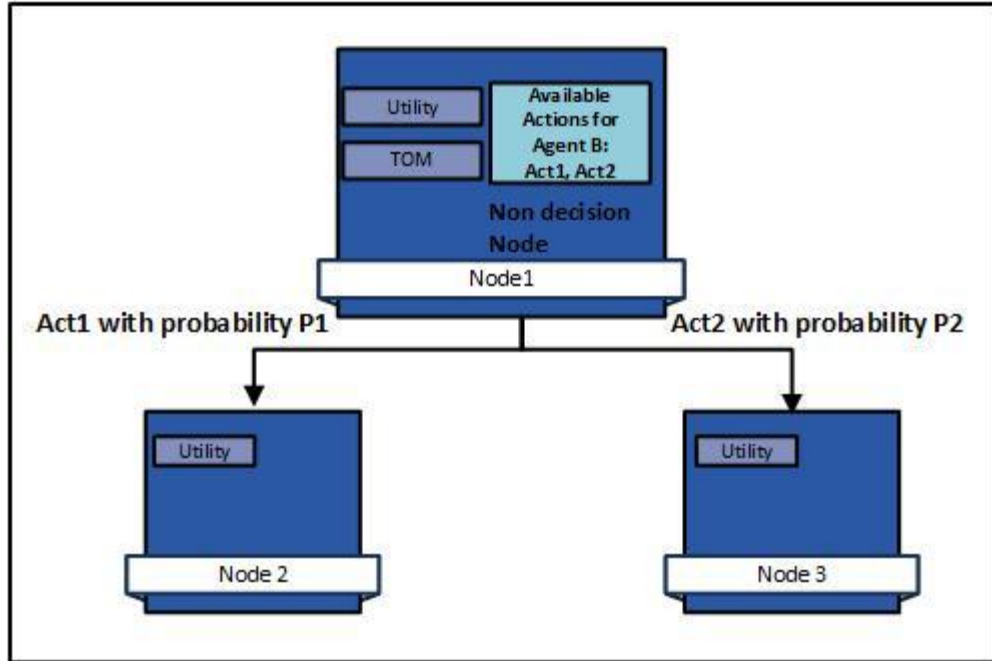 Utility
TOM
Available
Actions for
Agent B:
Act1, Act2
Non decision
Node
Node1
Act1 with probability P1
Act2 with probability P2
Utility
Utility
Node 2
Node 3